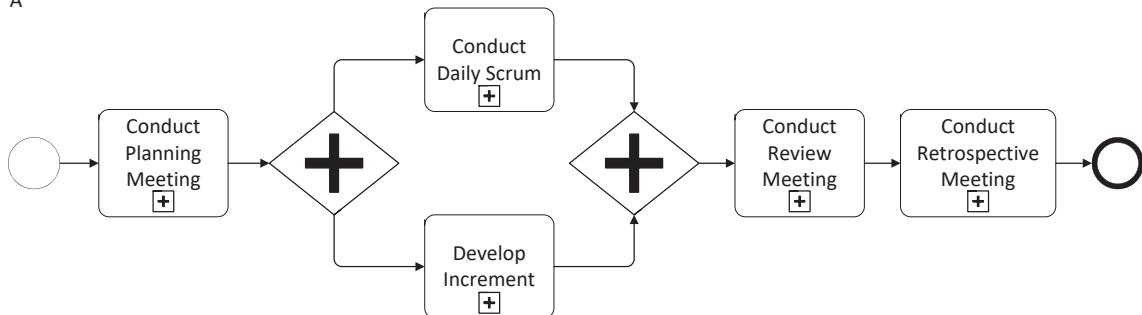 A
Conduct
Planning
Meeting
Conduct
Daily Scrum
Develop
Increment
Conduct
Review
Meeting
Conduct
Retrospective
Meeting